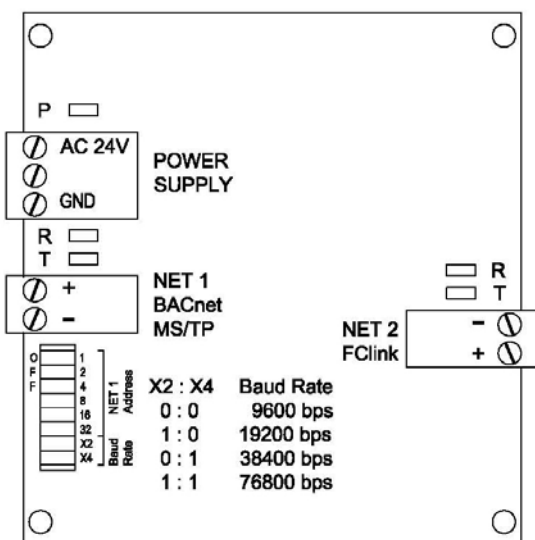 P
AC 24V
GND
POWER
SUPPLY
R
T
+
-
NET 1
BACnet
MS/TP
R
T
NET 2
FClink
-
+
O
F
F
1
2
4
8
16
32
X2
X4
NET 1
Address
Baud
Rate
X2 : X4 Baud Rate
0 : 0 9600 bps
1 : 0 19200 bps
0 : 1 38400 bps
1 : 1 76800 bps